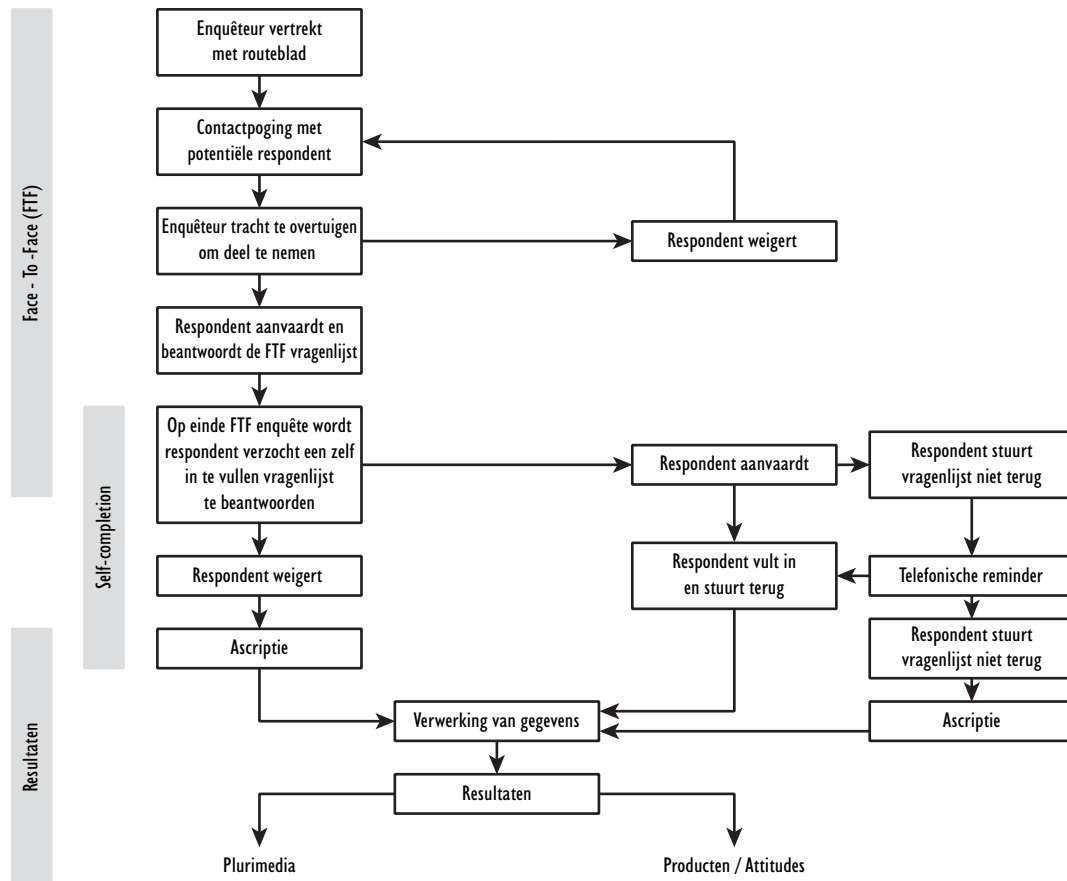 Face - To -Face (FTF)
Enquêteur vertrekt
met routeblad
Contactpoging met
potentiële respondent
Enquêteur tracht te overtuigen
om deel te nemen
Respondent weigert
Respondent aanvaardt en
beantwoordt de FTF vragenlijst
Self-completion
Op einde FTF enquête wordt
respondent verzocht een zelf
in te vullen vragenlijst
te beantwoorden
Respondent aanvaardt
Respondent stuurt
vragenlijst niet terug
Respondent weigert
Respondent vult in
en stuurt terug
Telefonische reminder
Ascriptie
Respondent stuurt
vragenlijst niet terug
Resultaten
Verwerking van gegevens
Ascriptie
Resultaten
Plurimedia
Producten / Attitudes